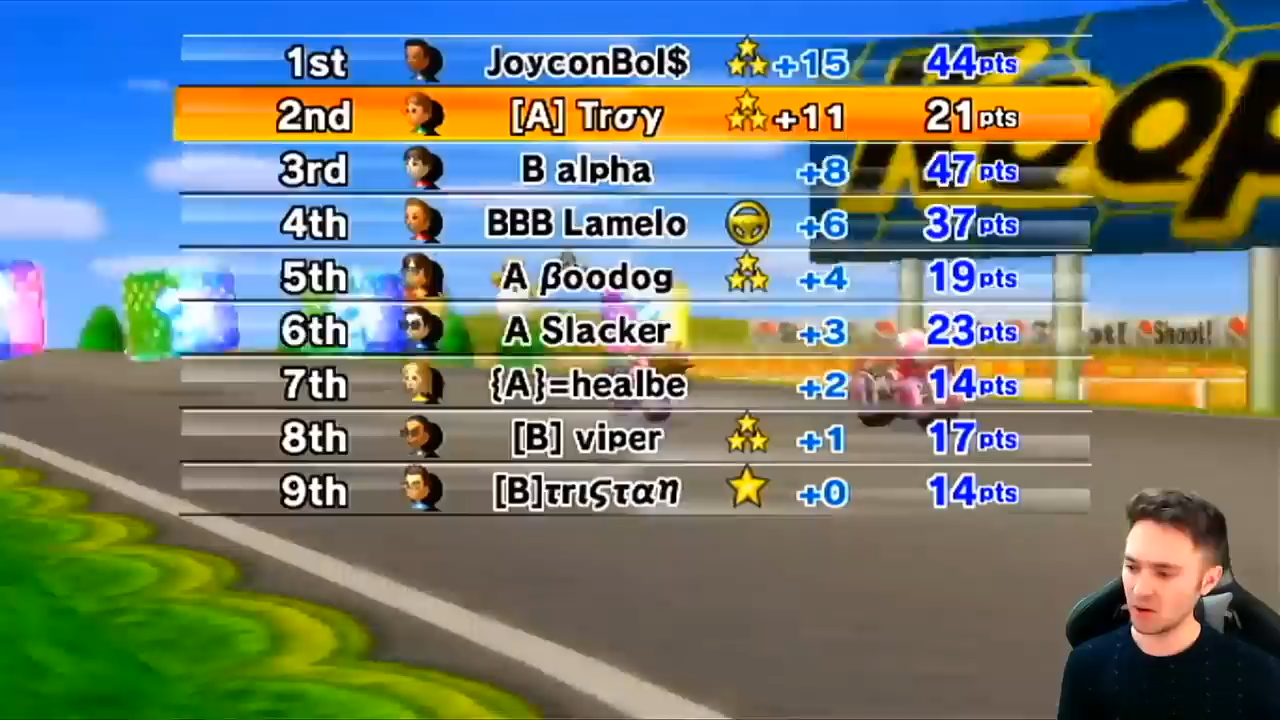 1st JoyconBol$ +15 44pts
2nd [A] Trσy +11 21pts
3rd B alpha +8 47pts
4th BBB Lamelo +6 37pts
5th A βoodog +4 19pts
6th A Slacker +3 23pts
7th {A}=healbe +2 14pts
8th [B] viper +1 17pts
9th [B]τrιςταη +0 14pts
Shoot!